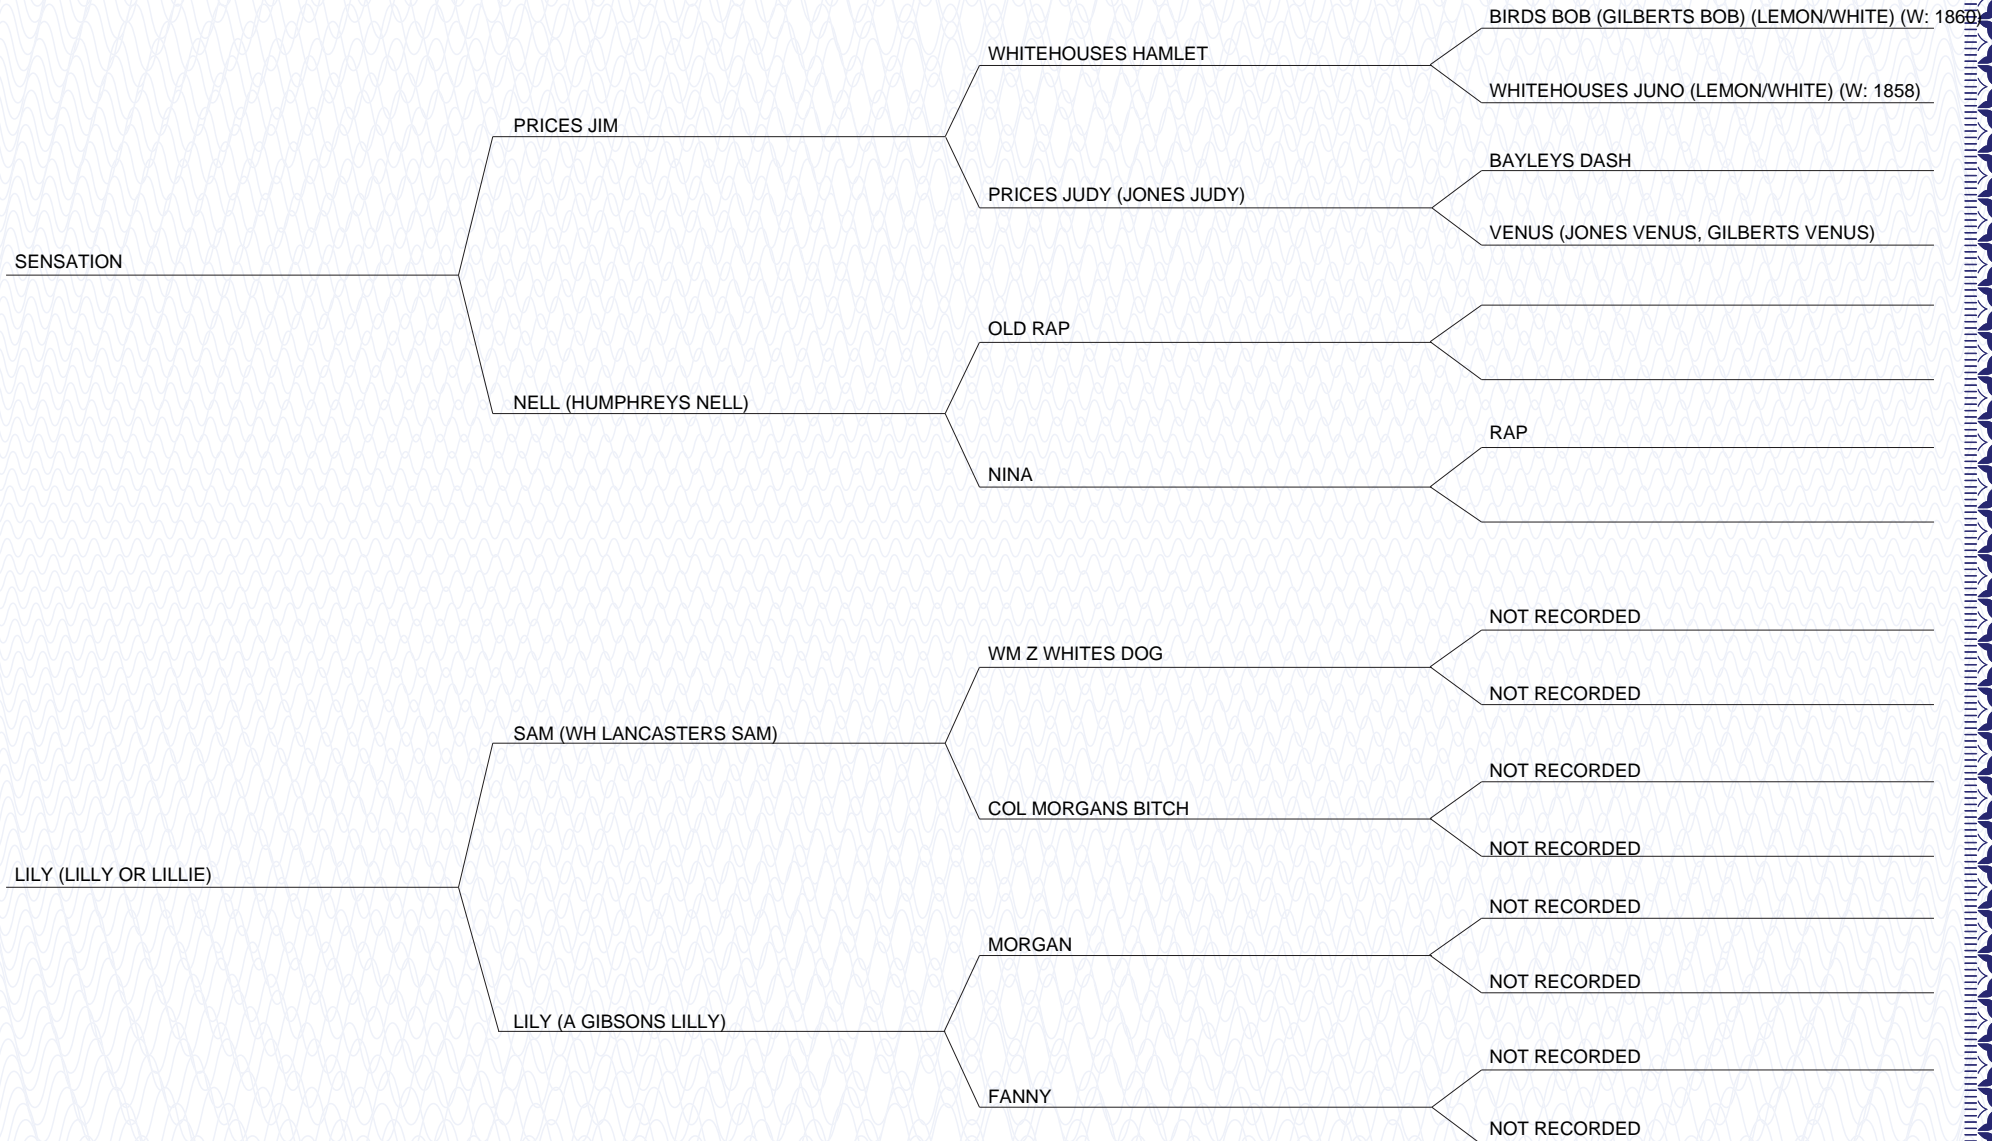 BIRDS BOB (GILBERTS BOB) (LEMON/WHITE) (W: 1860)
WHITEHOUSES HAMLET
WHITEHOUSES JUNO (LEMON/WHITE) (W: 1858)
PRICES JIM
BAYLEYS DASH
PRICES JUDY (JONES JUDY)
VENUS (JONES VENUS, GILBERTS VENUS)
SENSATION
OLD RAP
NELL (HUMPHREYS NELL)
RAP
NINA
NOT RECORDED
WM Z WHITES DOG
NOT RECORDED
SAM (WH LANCASTERS SAM)
NOT RECORDED
COL MORGANS BITCH
NOT RECORDED
LILY (LILLY OR LILLIE)
NOT RECORDED
MORGAN
NOT RECORDED
LILY (A GIBSONS LILLY)
NOT RECORDED
FANNY
NOT RECORDED